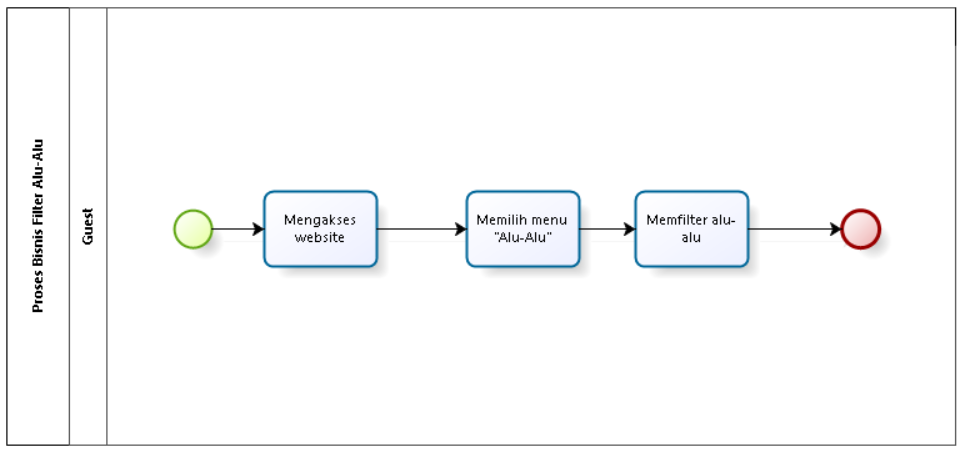 Proses Bisnis Filter Alu-Alu
Guest
Mengakses
website
Memilih menu
"Alu-Alu"
Memfilter alu-
alu